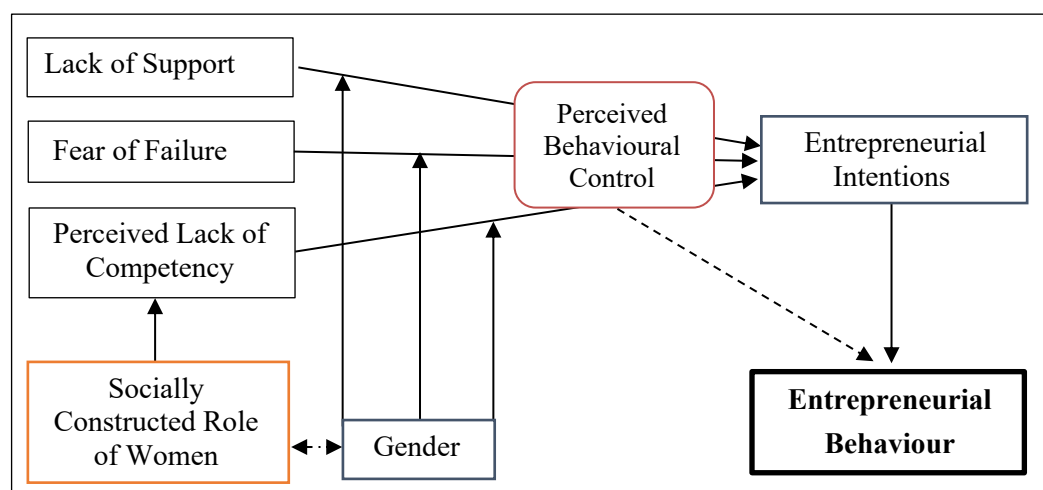 Lack of Support
Fear of Failure
Perceived Lack of
Competency
Socially
Constructed Role
of Women
Gender
Perceived
Behavioural
Control
Entrepreneurial
Intentions
Entrepreneurial
Behaviour